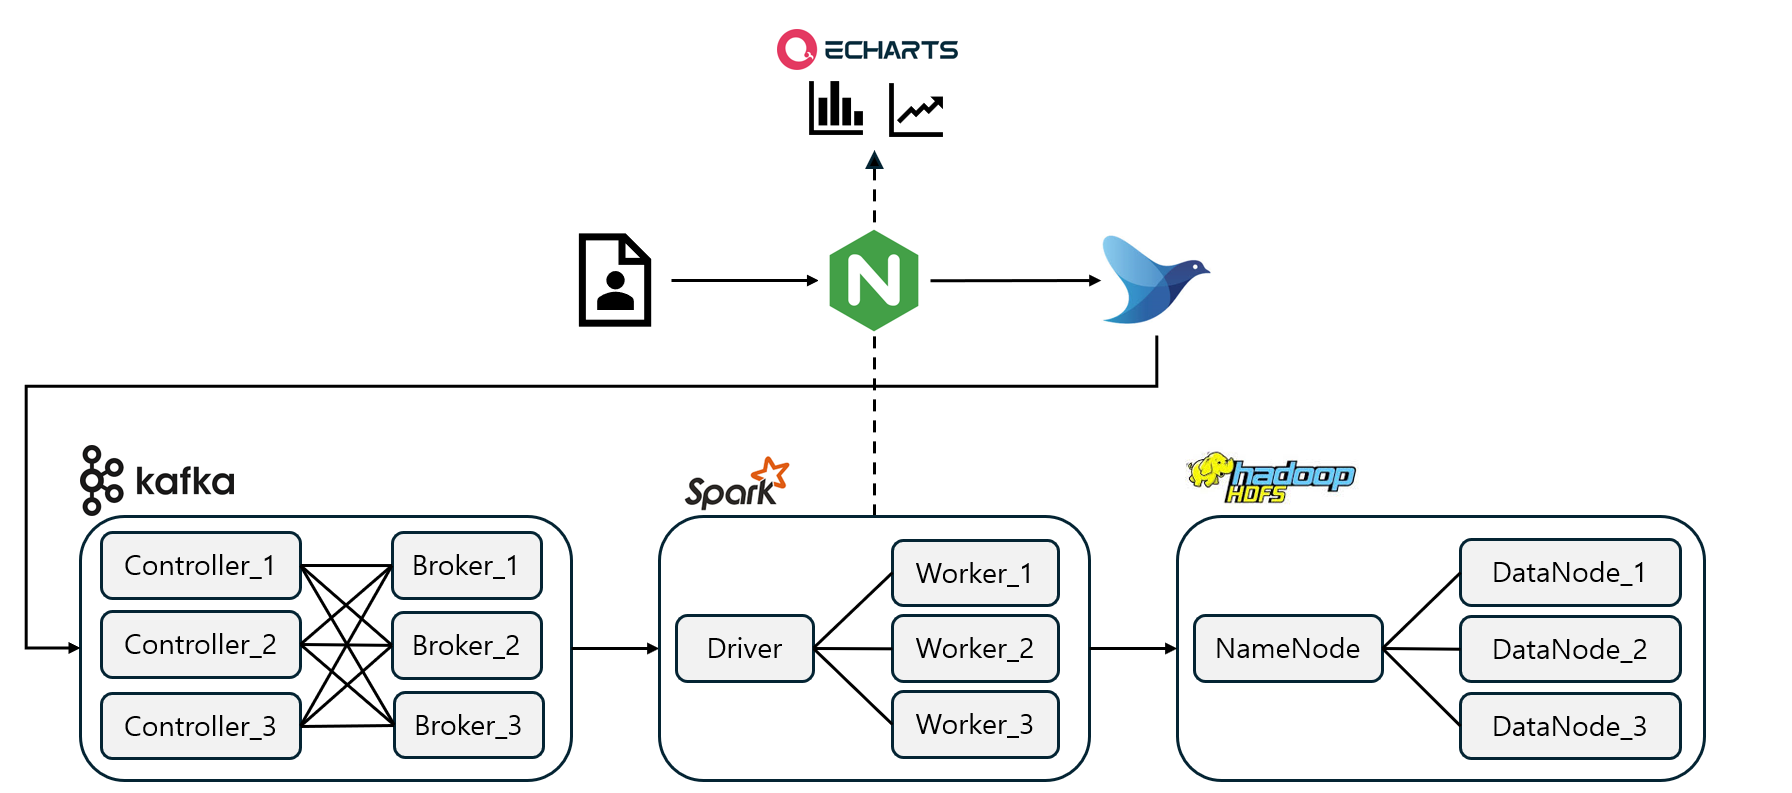 ECHARTS
N
kafka
Spark
hadoop
HDFS
Controller_1
Broker_1
Controller_2
Broker_2
Controller_3
Broker_3
Driver
Worker_1
Worker_2
Worker_3
NameNode
DataNode_1
DataNode_2
DataNode_3